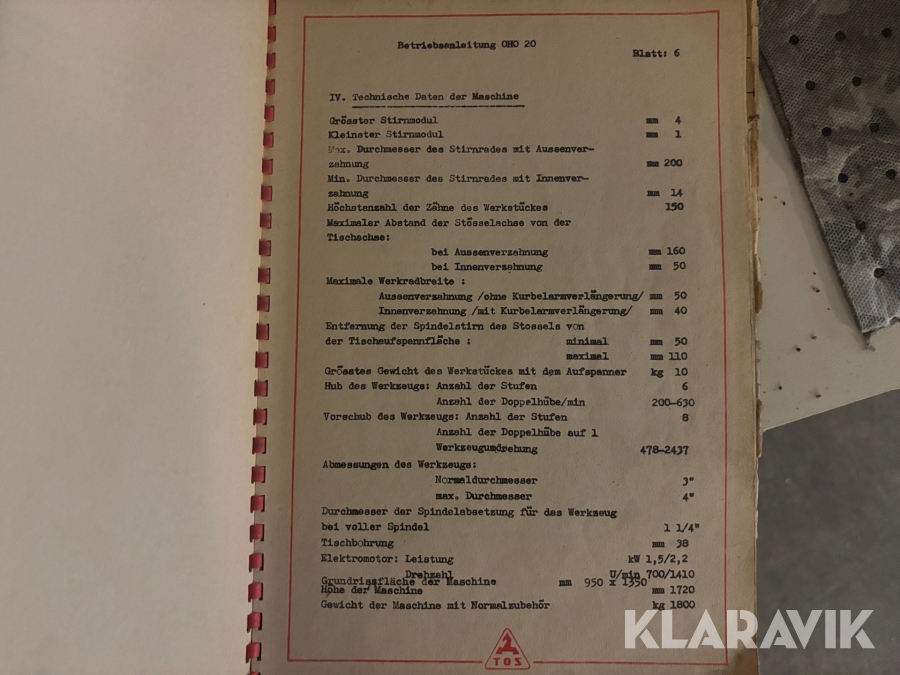 Betriebsanleitung OHO 20
Blatt: 6
IV. Technische Daten der Maschine
Grösster Stirnmodul mm 4
Kleinster Stirnmodul mm 1
Max. Durchmesser des Stirnrades mit Aussenver-
zahnung mm 200
Min. Durchmesser des Stirnrades mit Innenver-
zahnung mm 14
Höchstanzahl der Zähne des Werkstückes 150
Maximaler Abstand der Stösselachse von der
Tischachse:
bei Aussenverzahnung mm 160
bei Innenverzahnung mm 50
Maximale Werkradbreite :
Aussenverzahnung /ohne Kurbelarmverlängerung/ mm 50
Innenverzahnung /mit Kurbelarmverlängerung/ mm 40
Entfernung der Spindelstirn des Stossels von
der Tischaufspannfläche : minimal mm 50
maximal mm 110
Grösstes Gewicht des Werkstückes mit dem Aufspanner kg 10
Hub des Werkzeugs: Anzahl der Stufen 6
Anzahl der Doppelhübe/min 200-630
Vorschub des Werkzeugs: Anzahl der Stufen 8
Anzahl der Doppelhübe auf 1
Werkzeugumdrehung 478-2437
Abmessungen des Werkzeugs:
Normaldurchmesser 3"
max. Durchmesser 4"
Durchmesser der Spindelabsetzung für das Werkzeug
bei voller Spindel 1 1/4"
Tischbohrung mm 38
Elektromotor: Leistung kW 1,5/2,2
Drehzahl U/min 700/1410
Grundrissfläche der Maschine mm 950 x 1350
Höhe der Maschine mm 1720
Gewicht der Maschine mit Normalzubehör kg 1800
TOS
KLARAVIK